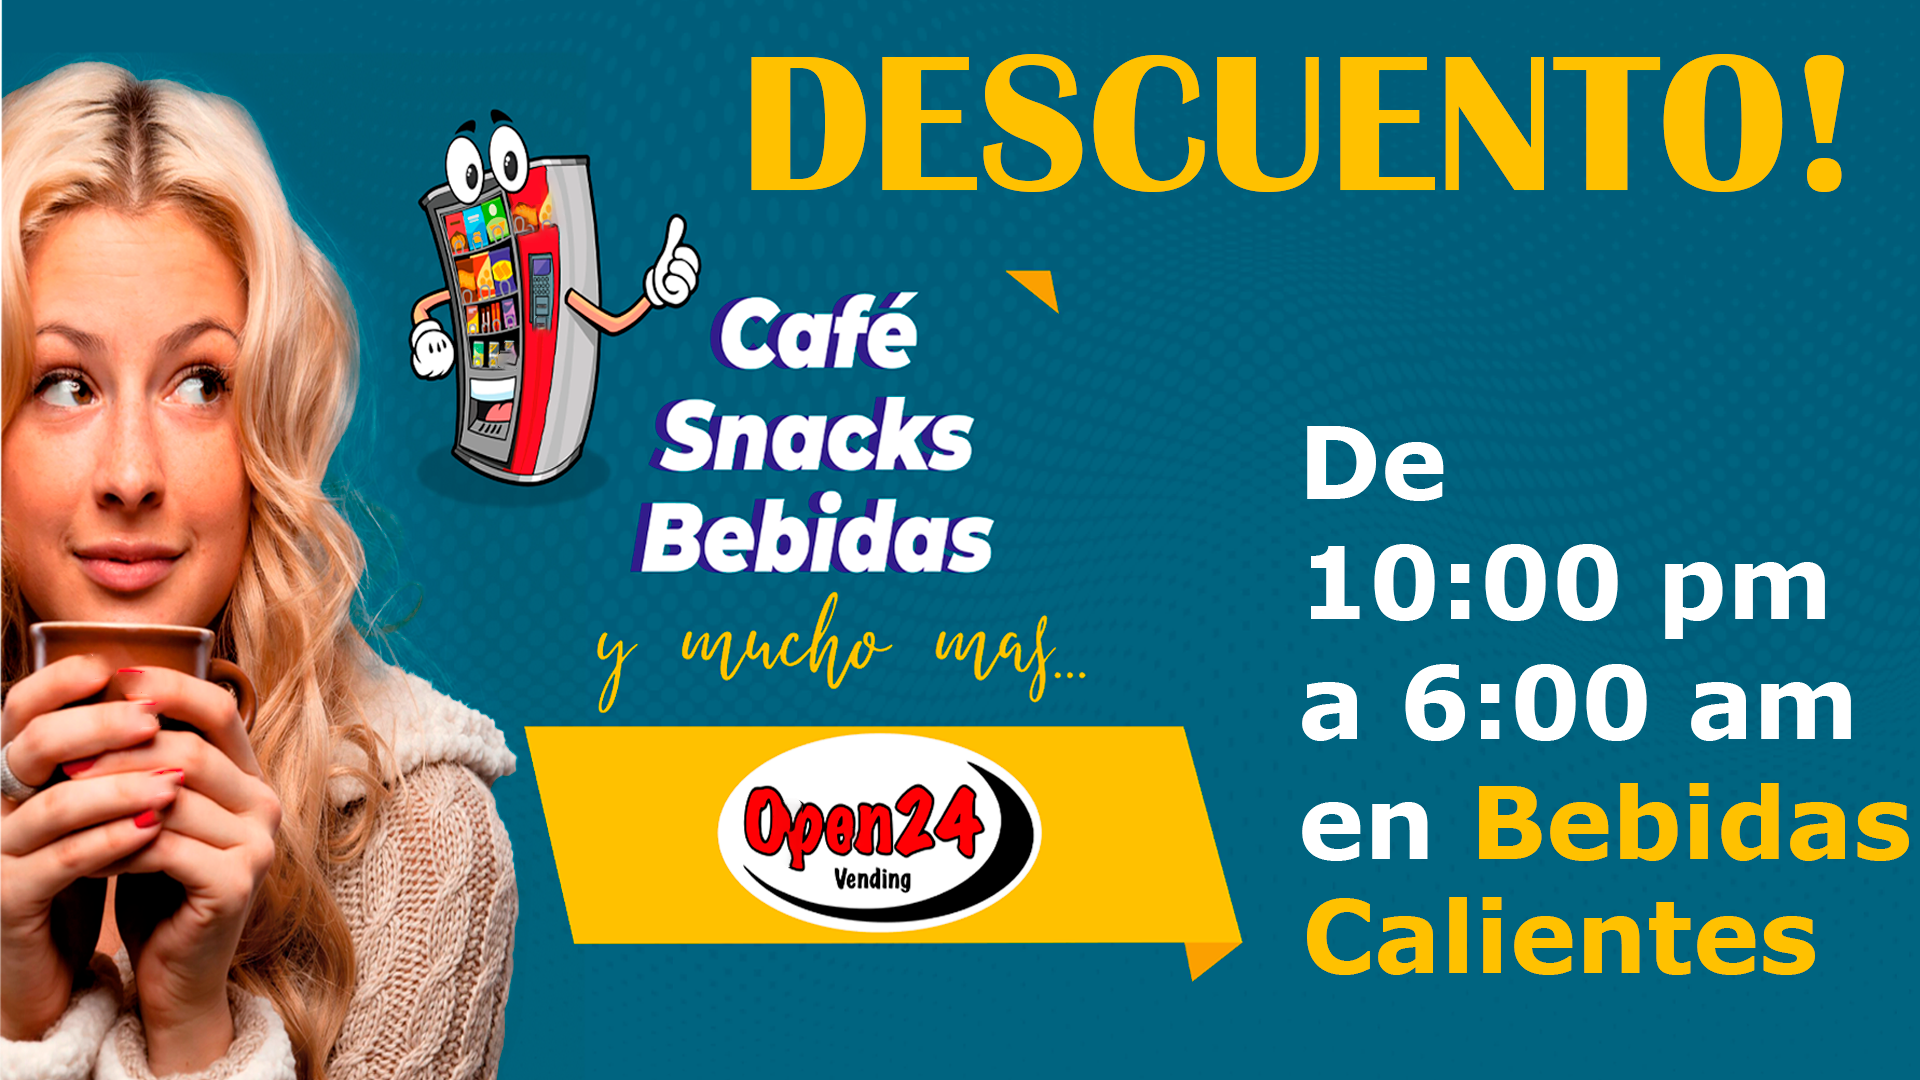 DESCUENTO!
Café
Snacks
Bebidas
y mucho mas...
Open24
Vending
De
10:00 pm
a 6:00 am
en Bebidas
Calientes